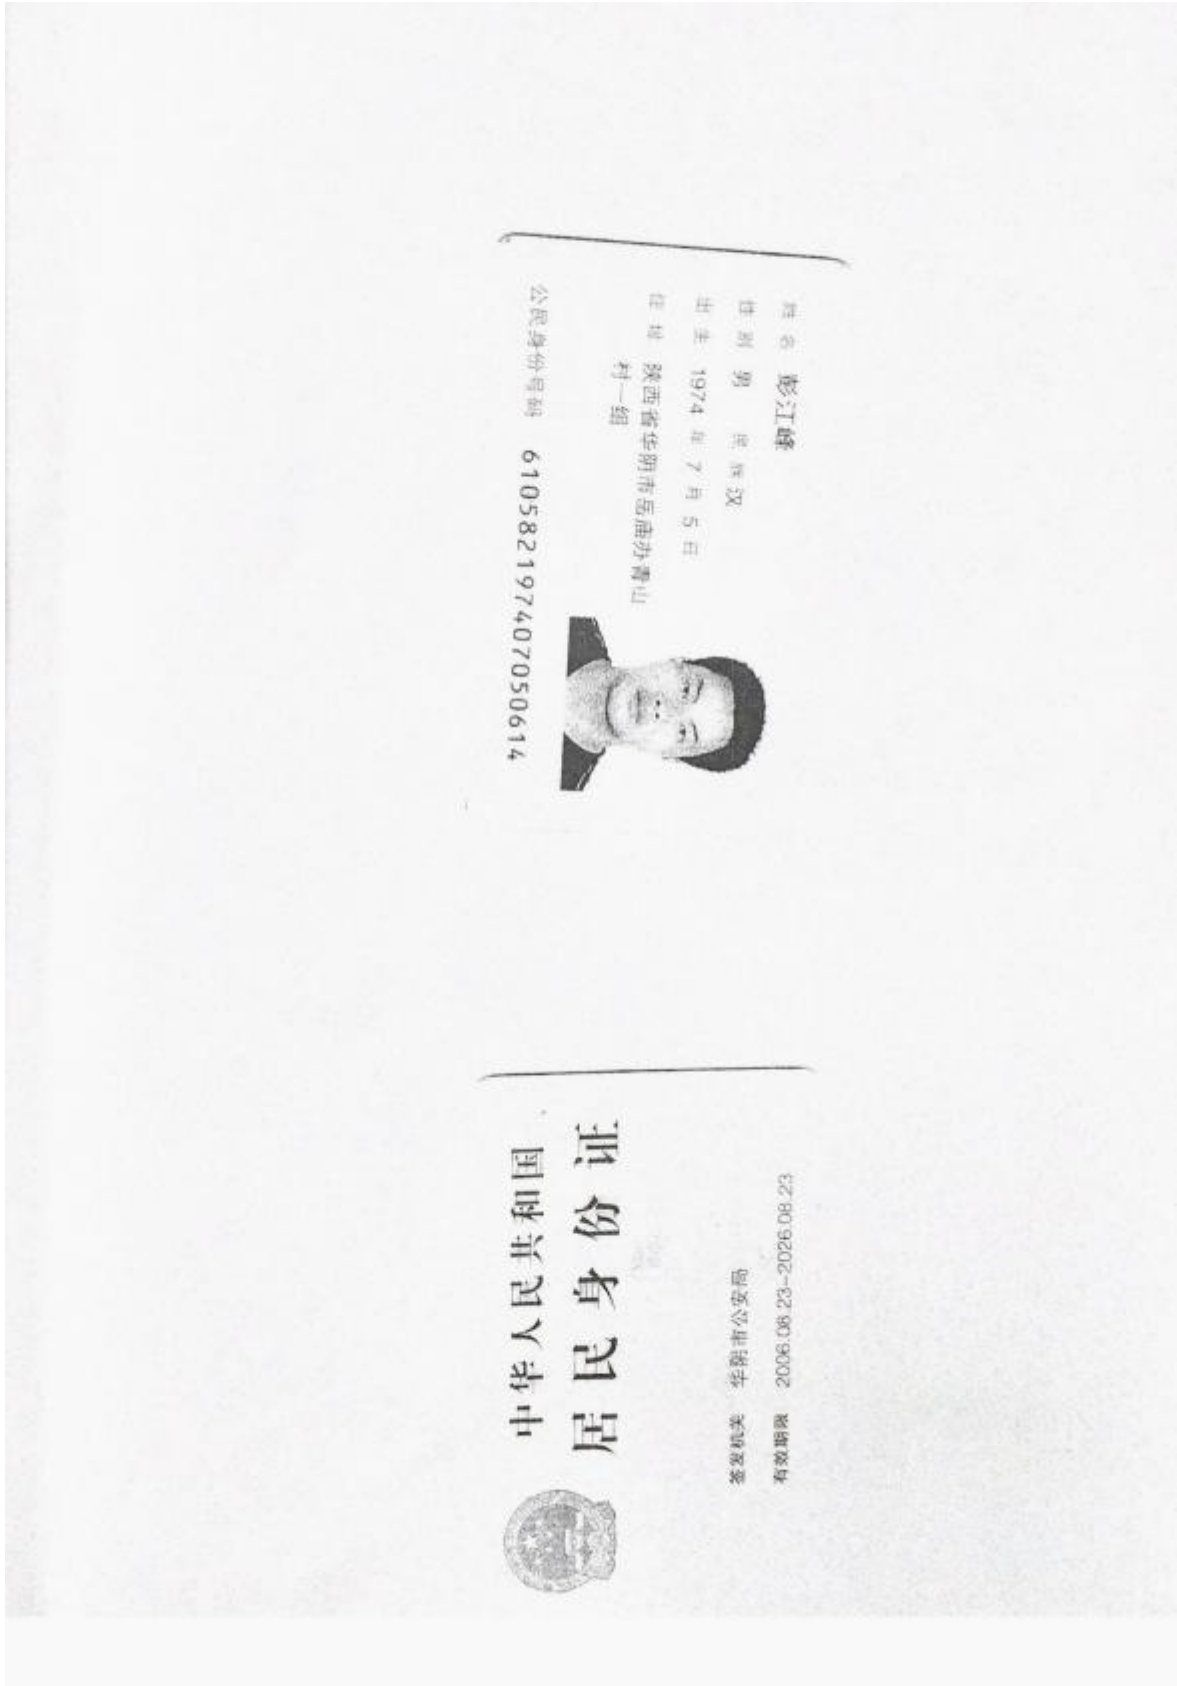 姓名 彭江峰
性别 男 民族 汉
出生 1974 年 7 月 5 日
住址 陕西省华阴市岳庙办青山
村一组
公民身份号码 610582197407050614
中华人民共和国
居民身份证
签发机关 华阴市公安局
有效期限 2006.08.23-2026.08.23